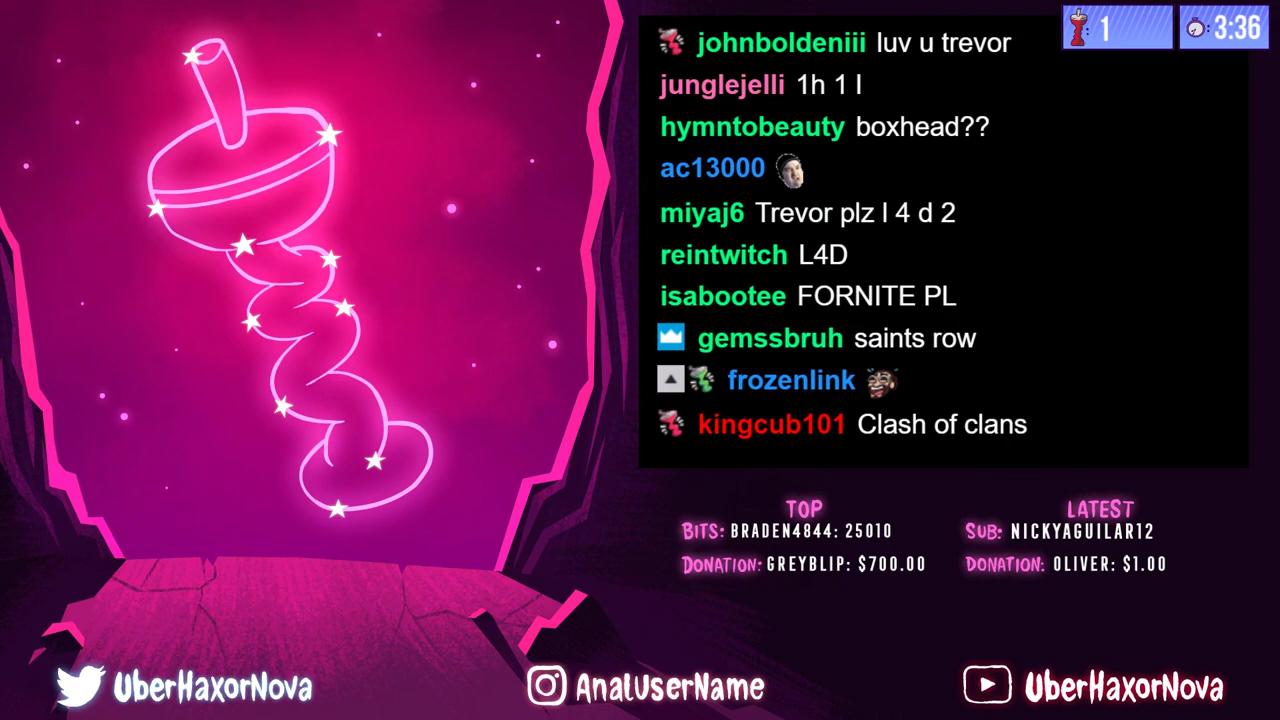 : 1
: 3:36
johnboldeniii luv u trevor
junglejelli 1h 1 l
hymntobeauty boxhead??
ac13000
miyaj6 Trevor plz l 4 d 2
reintwitch L4D
isabootee FORNITE PL
gemssbruh saints row
frozenlink
kingcub101 Clash of clans
TOP
BITS: BRADEN4844: 25010
DONATION: GREYBLIP: $700.00
LATEST
SUB: NICKYAGUILAR12
DONATION: OLIVER: $1.00
UberHaxorNova
AnalUserName
UberHaxorNova